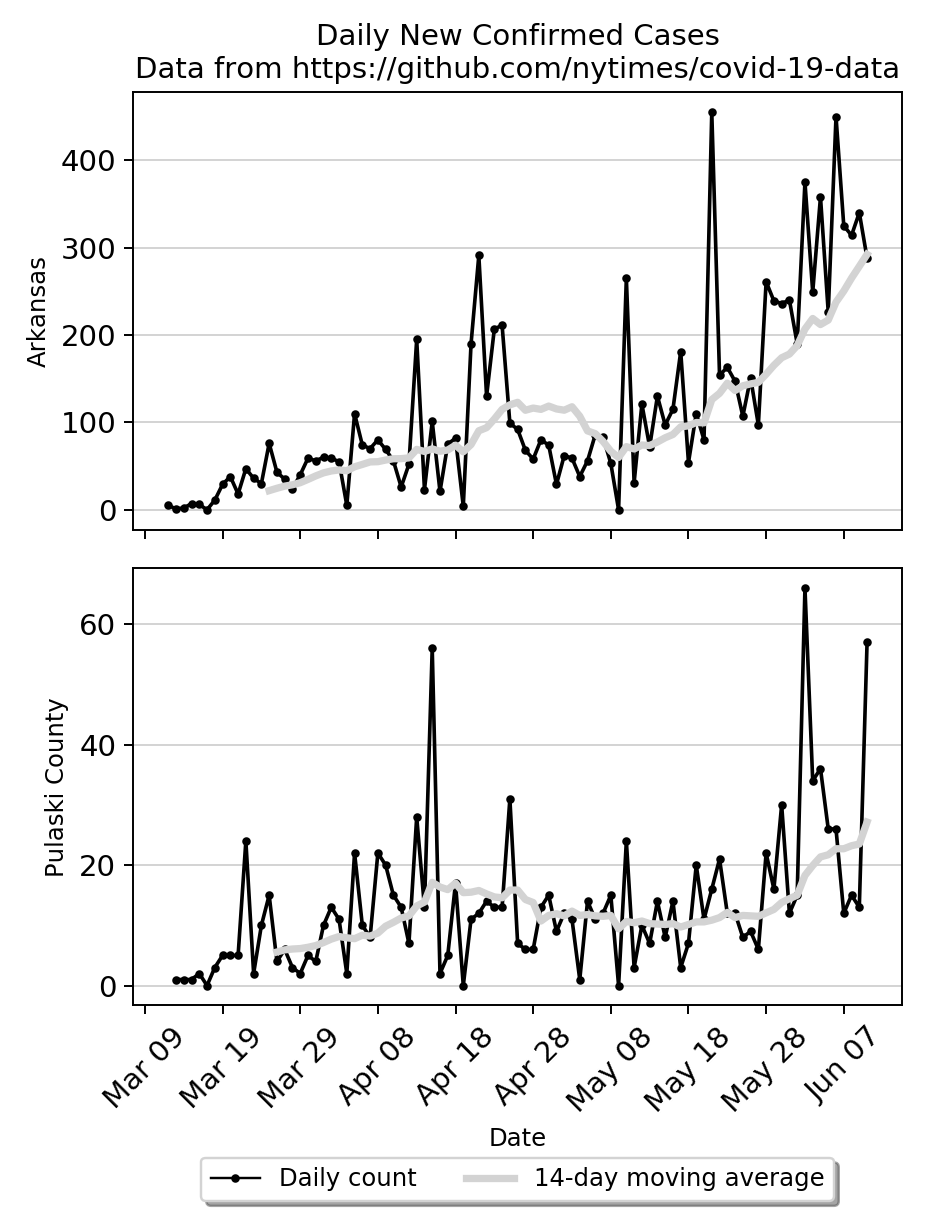 Daily New Confirmed Cases
Data from https://github.com/nytimes/covid-19-data
400
300
200
100
0
Arkansas
60
40
20
0
Pulaski County
Mar 09
Mar 19
Mar 29
Apr 08
Apr 18
Apr 28
May 08
May 18
May 28
Jun 07
Date
Daily count
14-day moving average